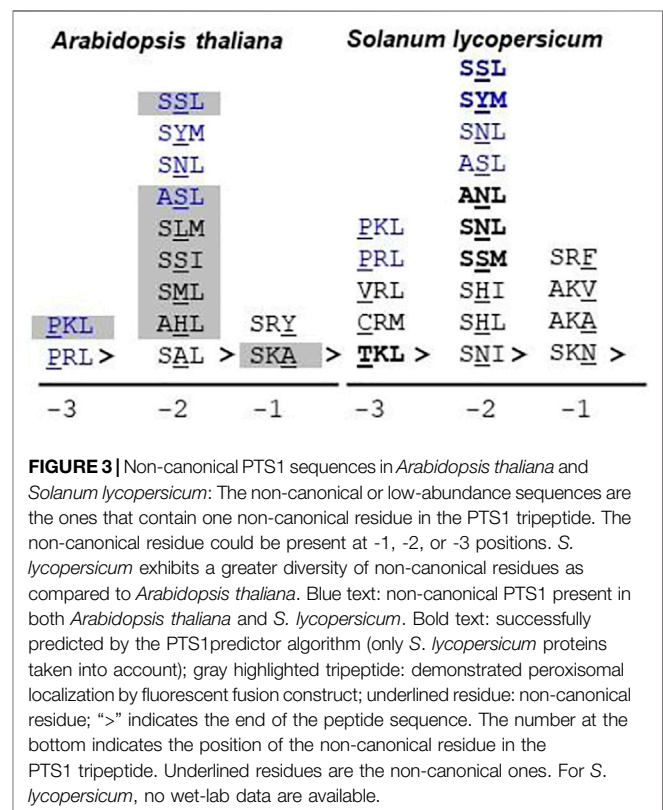 Arabidopsis thaliana Solanum lycopersicum
SSL
SSL SYM
SYM SNL
SNL ASL
ASL ANL
SLM PKL SNL
SSI PRL SSM SRF
SML VRL SHI AKV
PKL AHL SRY CRM SHL AKA
PRL > SAL > SKA > TKL > SNI > SKN >
-3 -2 -1 -3 -2 -1
FIGURE 3 | Non-canonical PTS1 sequences in Arabidopsis thaliana and
Solanum lycopersicum: The non-canonical or low-abundance sequences are
the ones that contain one non-canonical residue in the PTS1 tripeptide. The
non-canonical residue could be present at -1, -2, or -3 positions. S.
lycopersicum exhibits a greater diversity of non-canonical residues as
compared to Arabidopsis thaliana. Blue text: non-canonical PTS1 present in
both Arabidopsis thaliana and S. lycopersicum. Bold text: successfully
predicted by the PTS1predictor algorithm (only S. lycopersicum proteins
taken into account); gray highlighted tripeptide: demonstrated peroxisomal
localization by fluorescent fusion construct; underlined residue: non-canonical
residue; “>” indicates the end of the peptide sequence. The number at the
bottom indicates the position of the non-canonical residue in the
PTS1 tripeptide. Underlined residues are the non-canonical ones. For S.
lycopersicum, no wet-lab data are available.